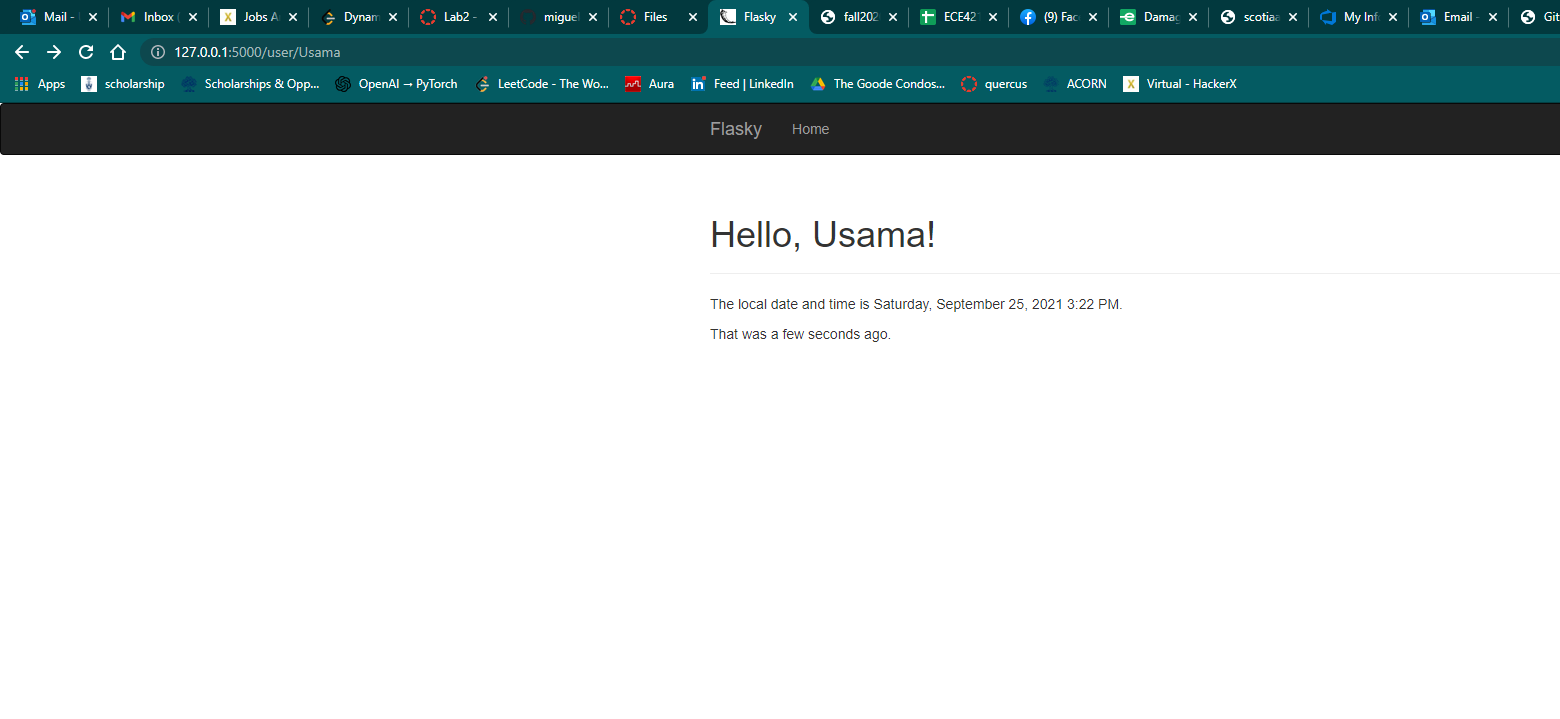 Mail - Inbox ( Jobs A Dynam Lab2 - miguel Files Flasky fall202 ECE42 (9) Fac Damag scotiaa My Inf Email - Git
127.0.0.1:5000/user/Usama
Apps scholarship Scholarships & Opp... OpenAI → PyTorch LeetCode - The Wo... Aura Feed | LinkedIn The Goode Condos... quercus ACORN Virtual - HackerX
Flasky Home
Hello, Usama!
The local date and time is Saturday, September 25, 2021 3:22 PM.
That was a few seconds ago.